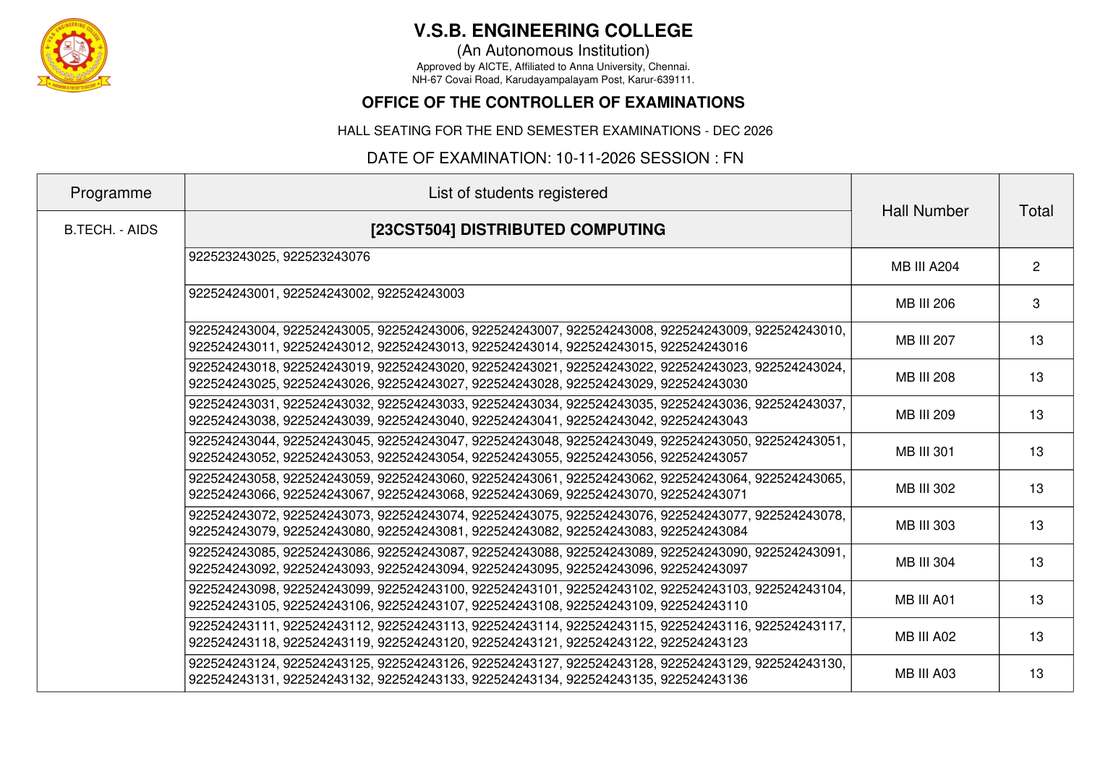 V.S.B. ENGINEERING COLLEGE
(An Autonomous Institution)
Approved by AICTE, Affiliated to Anna University, Chennai.
NH-67 Covai Road, Karudayampalayam Post, Karur-639111.
OFFICE OF THE CONTROLLER OF EXAMINATIONS
HALL SEATING FOR THE END SEMESTER EXAMINATIONS - DEC 2026
DATE OF EXAMINATION: 10-11-2026 SESSION : FN
Programme List of students registered Hall Number Total
B.TECH. - AIDS [23CST504] DISTRIBUTED COMPUTING
922523243025, 922523243076 MB III A204 2
922524243001, 922524243002, 922524243003 MB III 206 3
922524243004, 922524243005, 922524243006, 922524243007, 922524243008, 922524243009, 922524243010,
922524243011, 922524243012, 922524243013, 922524243014, 922524243015, 922524243016 MB III 207 13
922524243018, 922524243019, 922524243020, 922524243021, 922524243022, 922524243023, 922524243024,
922524243025, 922524243026, 922524243027, 922524243028, 922524243029, 922524243030 MB III 208 13
922524243031, 922524243032, 922524243033, 922524243034, 922524243035, 922524243036, 922524243037,
922524243038, 922524243039, 922524243040, 922524243041, 922524243042, 922524243043 MB III 209 13
922524243044, 922524243045, 922524243047, 922524243048, 922524243049, 922524243050, 922524243051,
922524243052, 922524243053, 922524243054, 922524243055, 922524243056, 922524243057 MB III 301 13
922524243058, 922524243059, 922524243060, 922524243061, 922524243062, 922524243064, 922524243065,
922524243066, 922524243067, 922524243068, 922524243069, 922524243070, 922524243071 MB III 302 13
922524243072, 922524243073, 922524243074, 922524243075, 922524243076, 922524243077, 922524243078,
922524243079, 922524243080, 922524243081, 922524243082, 922524243083, 922524243084 MB III 303 13
922524243085, 922524243086, 922524243087, 922524243088, 922524243089, 922524243090, 922524243091,
922524243092, 922524243093, 922524243094, 922524243095, 922524243096, 922524243097 MB III 304 13
922524243098, 922524243099, 922524243100, 922524243101, 922524243102, 922524243103, 922524243104,
922524243105, 922524243106, 922524243107, 922524243108, 922524243109, 922524243110 MB III A01 13
922524243111, 922524243112, 922524243113, 922524243114, 922524243115, 922524243116, 922524243117,
922524243118, 922524243119, 922524243120, 922524243121, 922524243122, 922524243123 MB III A02 13
922524243124, 922524243125, 922524243126, 922524243127, 922524243128, 922524243129, 922524243130,
922524243131, 922524243132, 922524243133, 922524243134, 922524243135, 922524243136 MB III A03 13